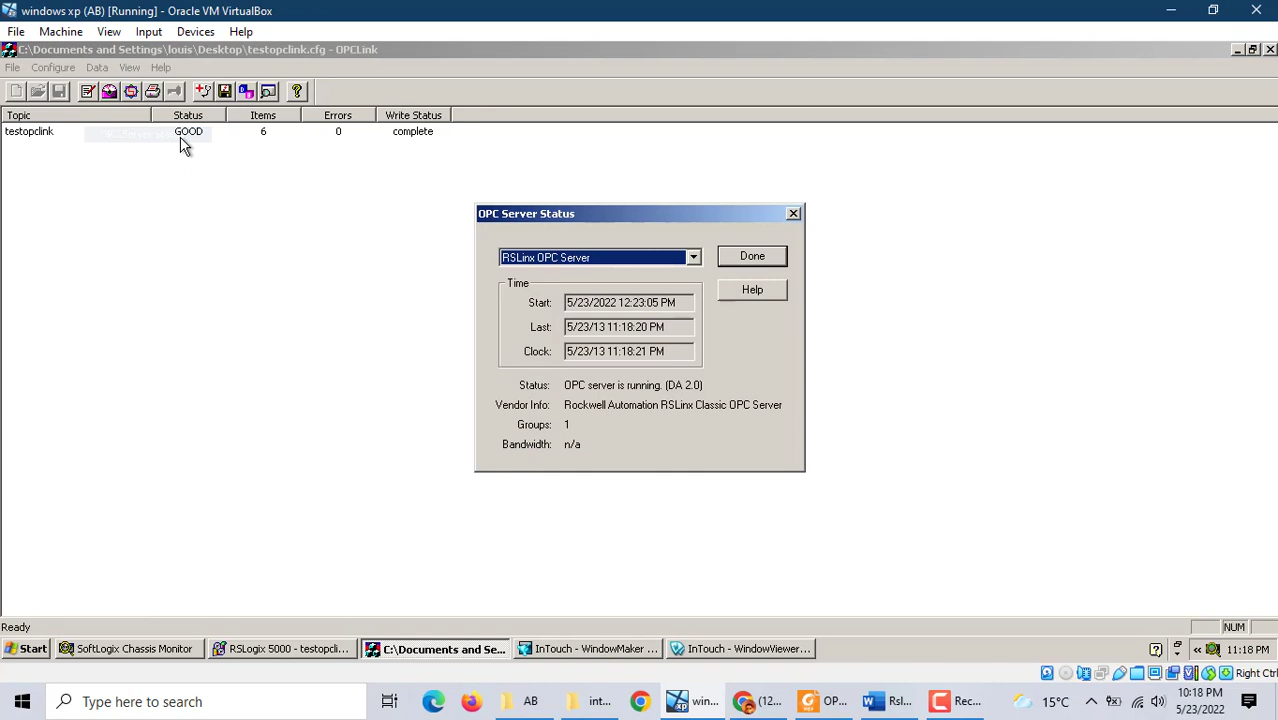 windows xp (AB) [Running] - Oracle VM VirtualBox
File Machine View Input Devices Help
C:\Documents and Settings\louis\Desktop\testopclink.cfg - OPCLink
File Configure Data View Help
Topic Status Items Errors Write Status
testopclink GOOD 6 0 complete
OPC Server Status
RSLinx OPC Server Done
Time
Help
Start: 5/23/2022 12:23:05 PM
Last: 5/23/13 11:18:20 PM
Clock: 5/23/13 11:18:21 PM
Status: OPC server is running. (DA 2.0)
Vendor Info: Rockwell Automation RSLinx Classic OPC Server
Groups: 1
Bandwidth: n/a
Ready NUM
Start SoftLogix Chassis Monitor RSLogix 5000 - testopcli... C:\Documents and Se... InTouch - WindowMaker ... InTouch - WindowViewer... 11:18 PM
Right Ctrl
Type here to search AB int... win... (12... OP... Rsl... Rec... 15°C 10:18 PM
5/23/2022